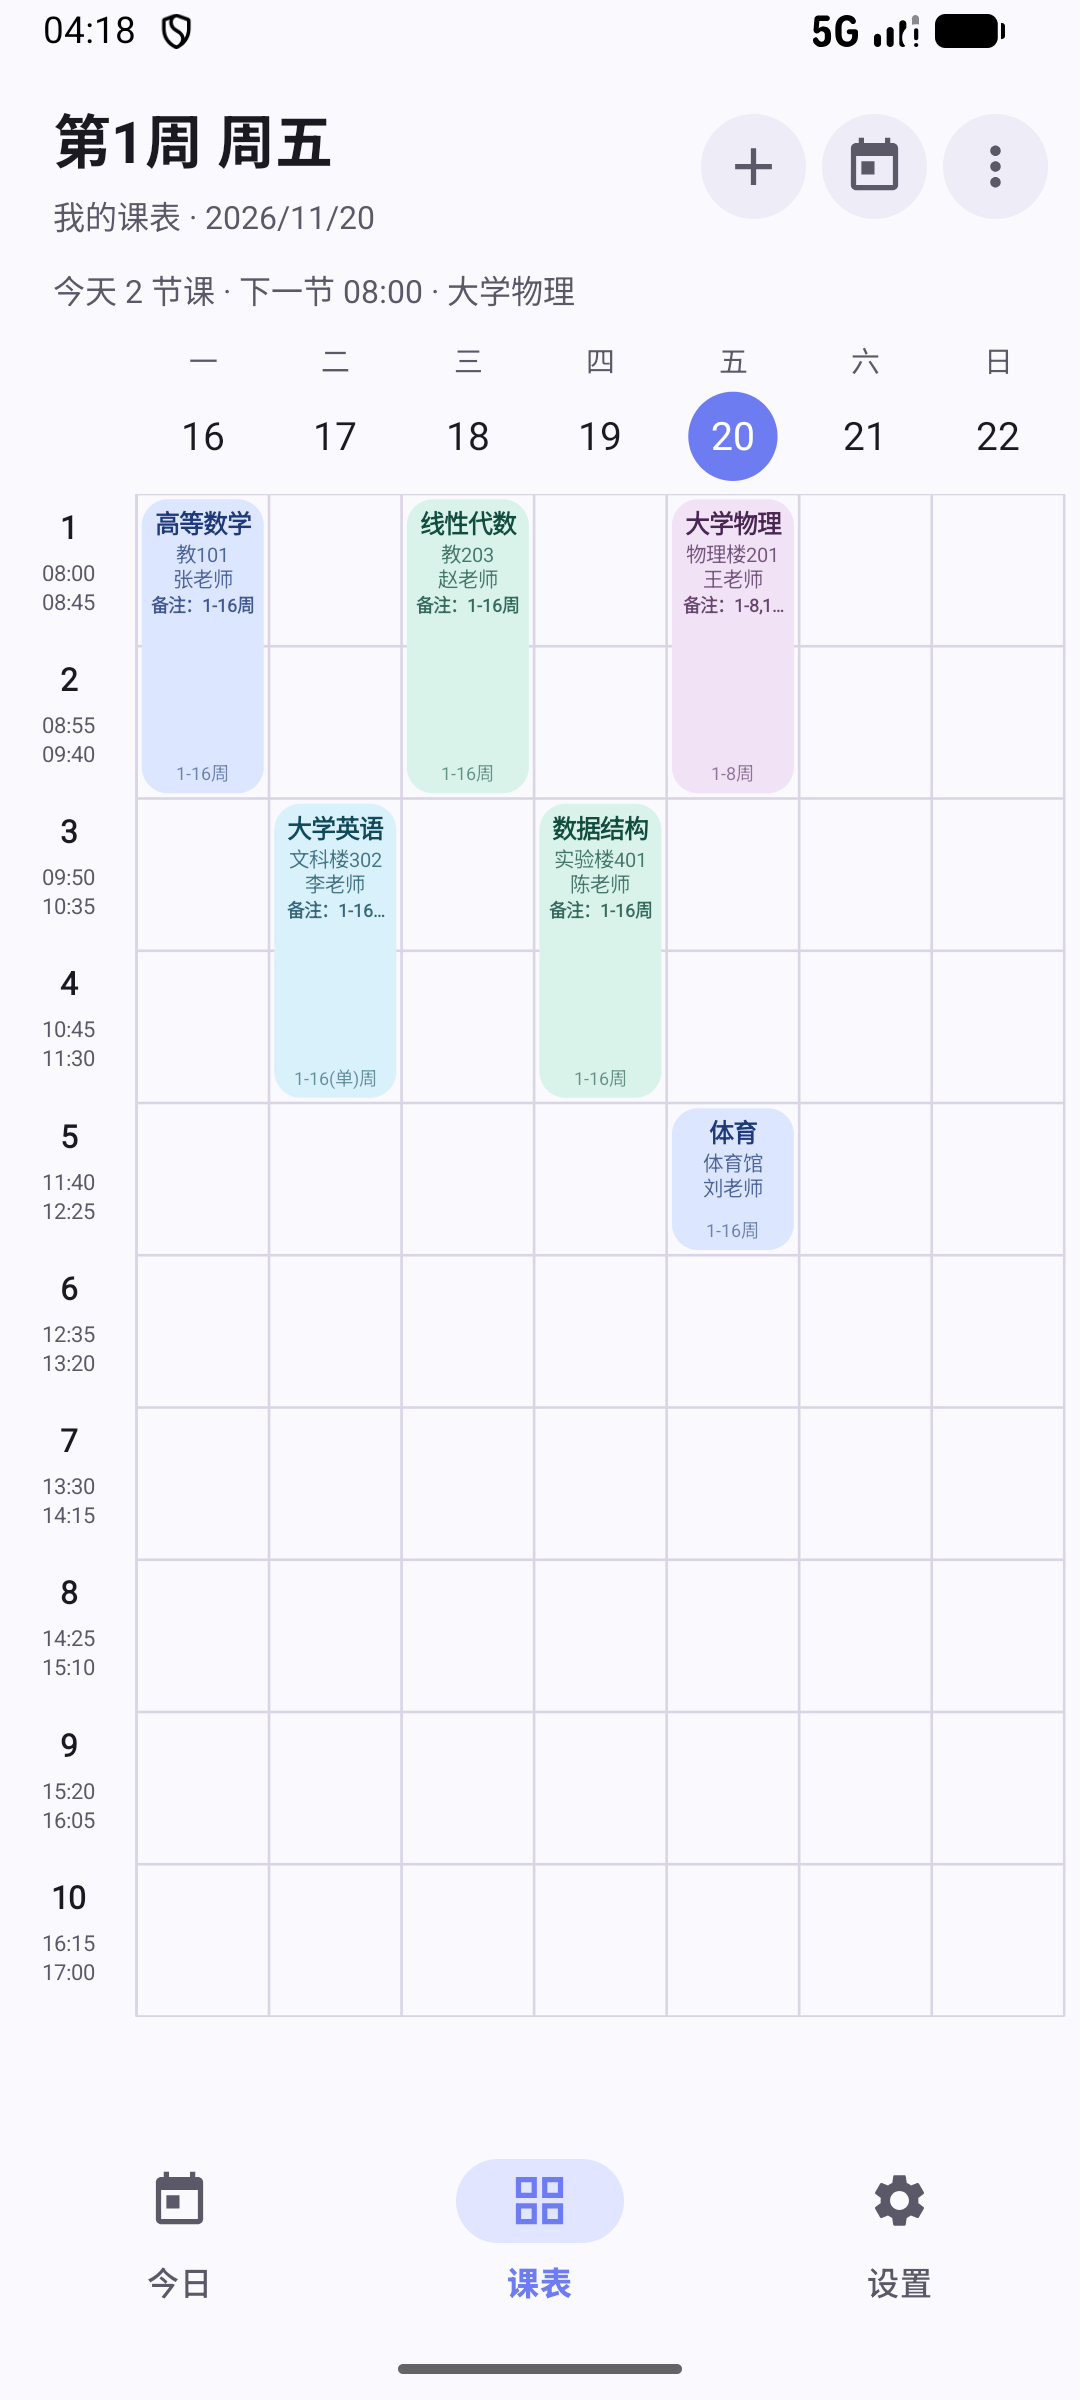 04:18
5G
第1周 周五
我的课表 · 2026/11/20
今天 2 节课 · 下一节 08:00 · 大学物理
一 二 三 四 五 六 日
16 17 18 19 20 21 22
1
08:00
08:45
高等数学
教101
张老师
备注：1-16周
1-16周
线性代数
教203
赵老师
备注：1-16周
1-16周
大学物理
物理楼201
王老师
备注：1-8,1...
1-8周
2
08:55
09:40
3
09:50
10:35
大学英语
文科楼302
李老师
备注：1-16...
1-16(单)周
数据结构
实验楼401
陈老师
备注：1-16周
1-16周
4
10:45
11:30
5
11:40
12:25
体育
体育馆
刘老师
1-16周
6
12:35
13:20
7
13:30
14:15
8
14:25
15:10
9
15:20
16:05
10
16:15
17:00
今日
课表
设置